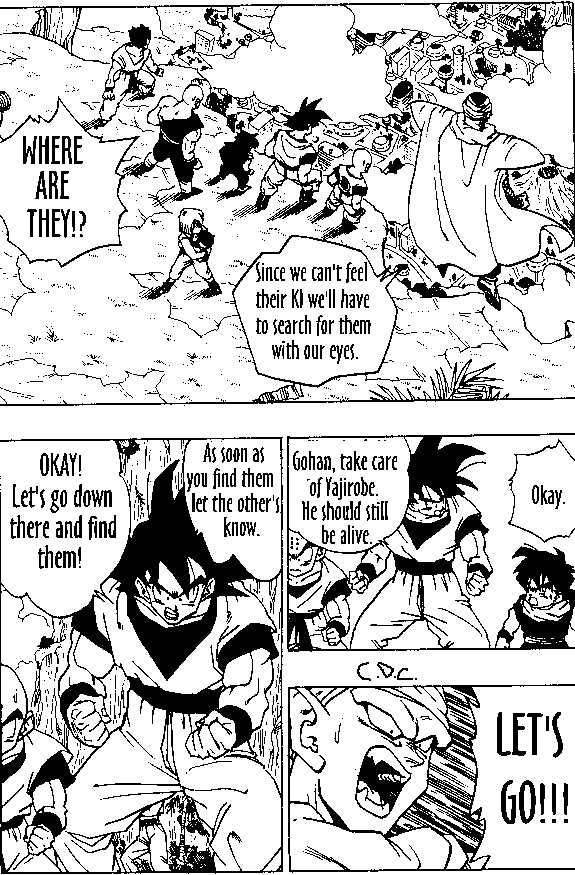 WHERE
ARE
THEY!?
Since we can't feel
their KI we'll have
to search for them
with our eyes.
OKAY!
Let's go down
there and find
them!
As soon as
you find them
let the other's
know.
Gohan, take care
of Yajirobe.
He should still
be alive.
Okay.
C.D.C.
LET'S
GO!!!